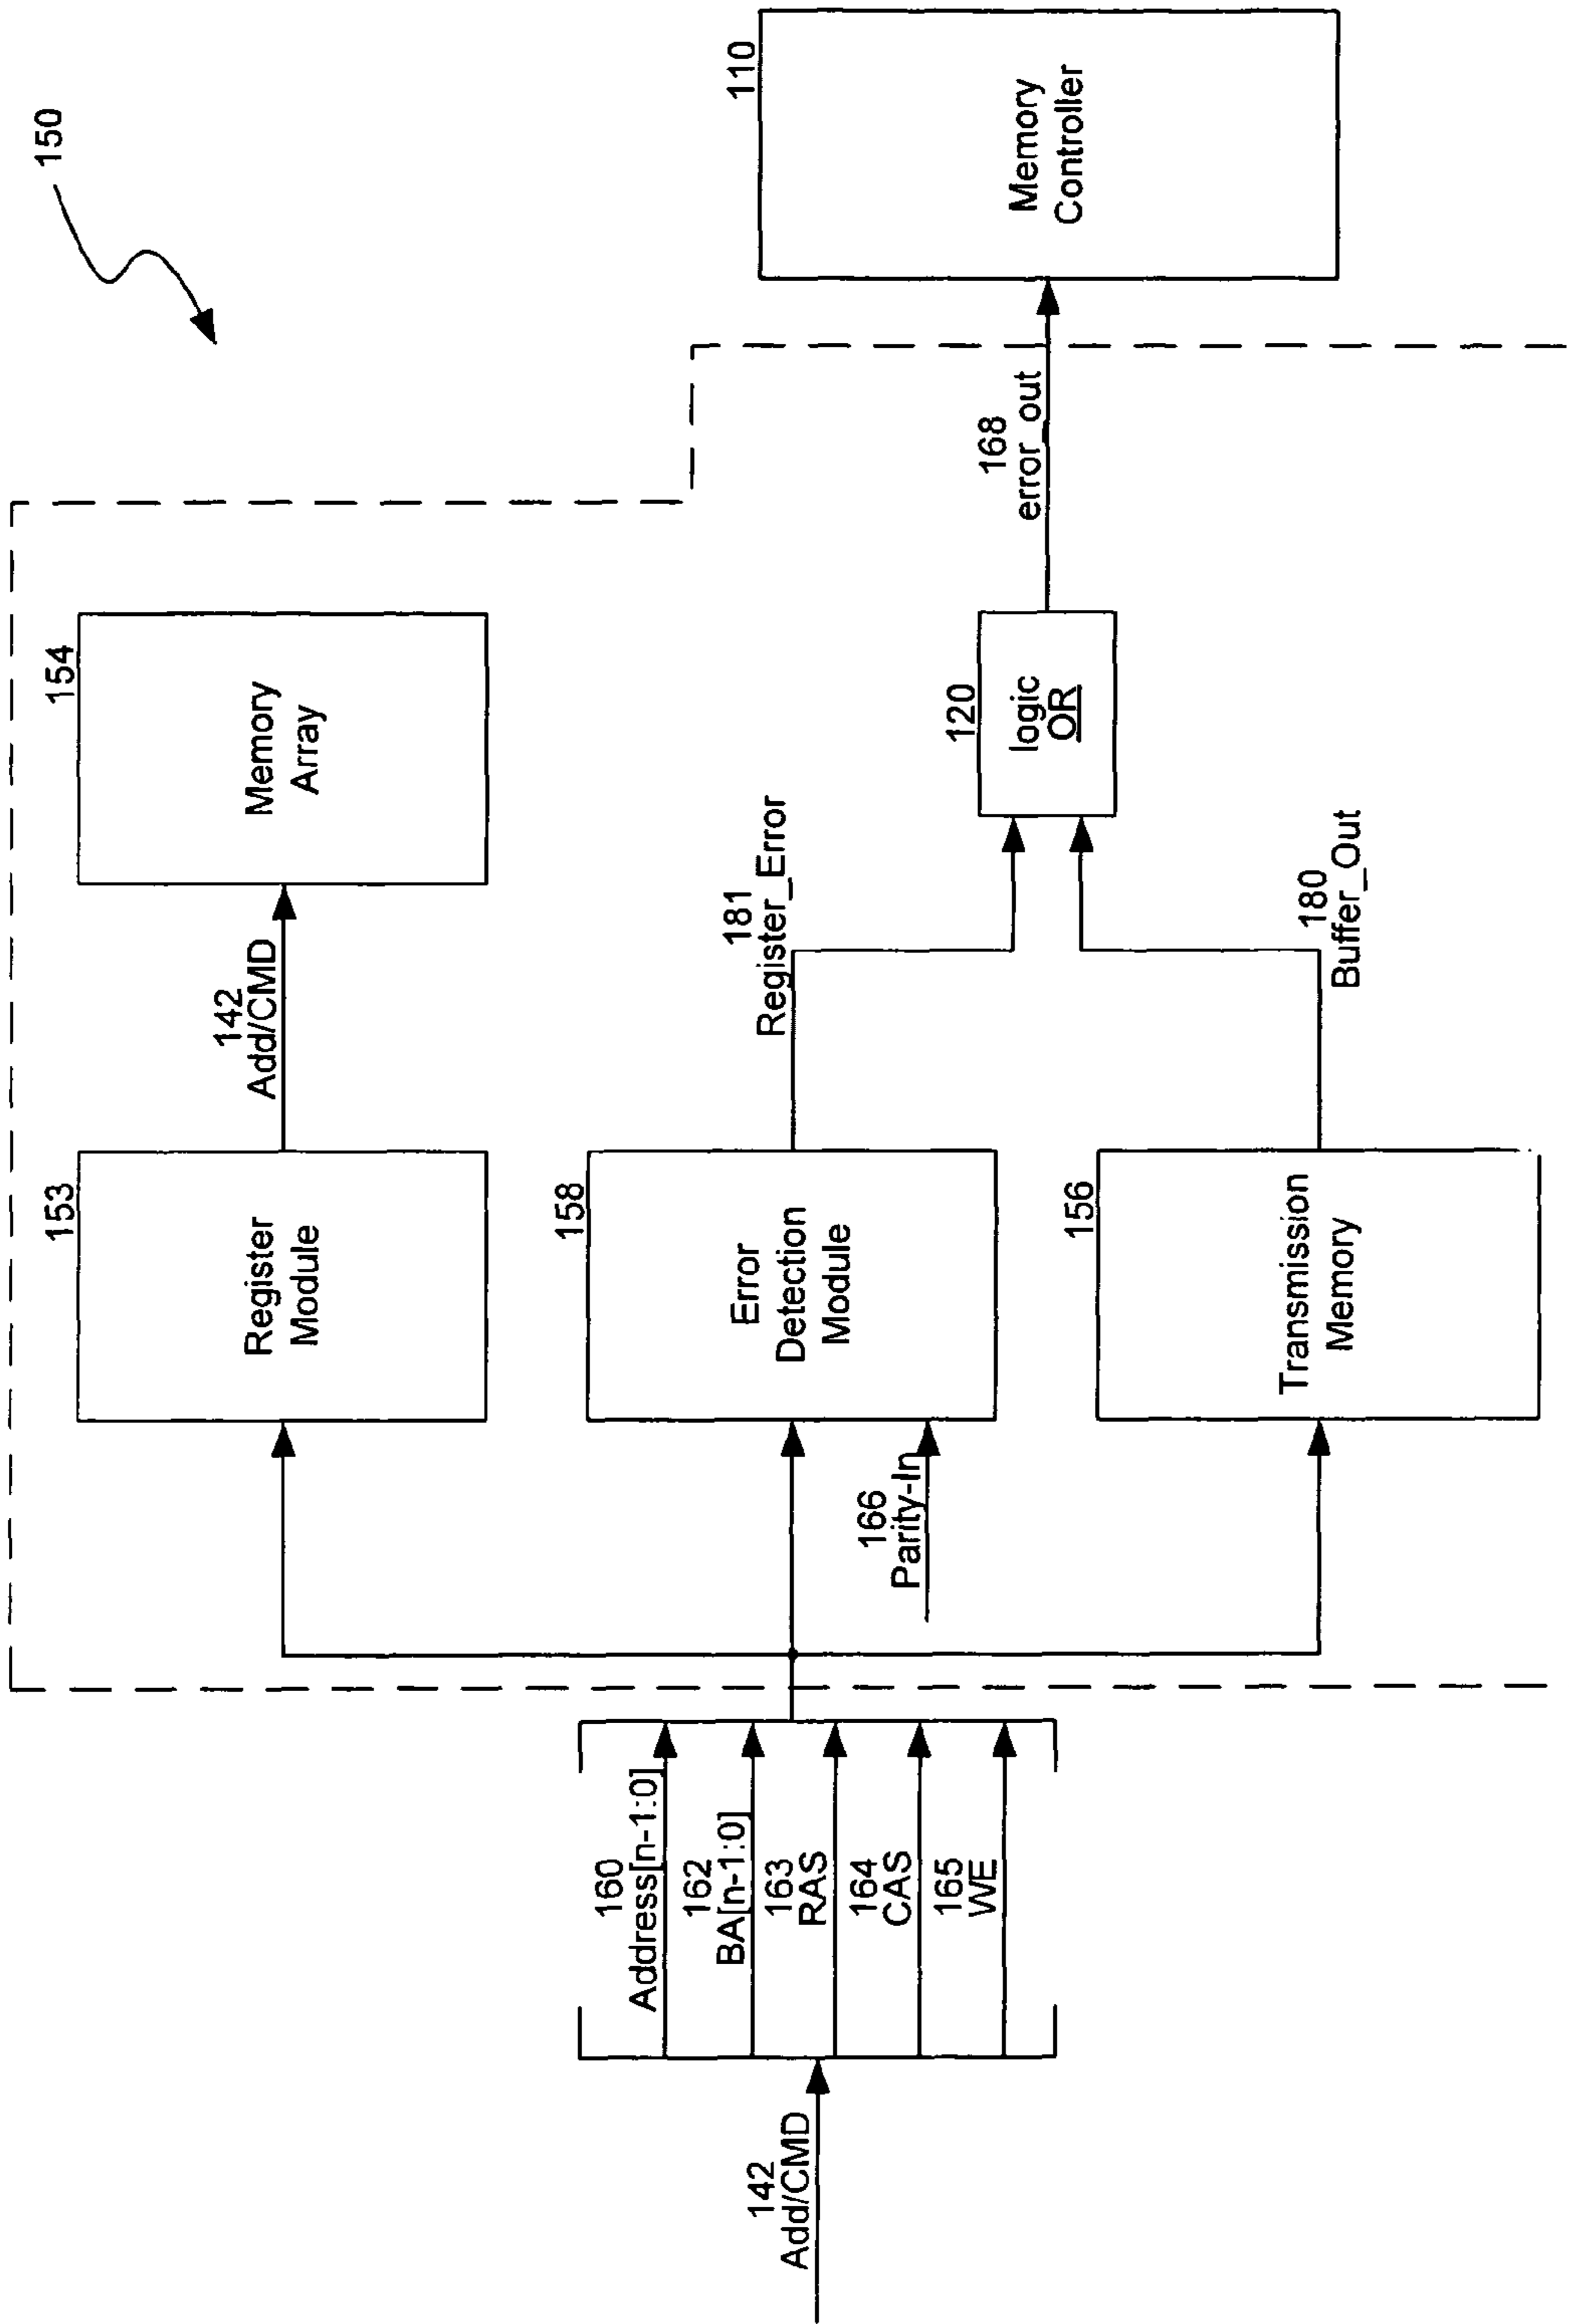 150
153
Register
Module
142
Add/CMD
154
Memory
Array
110
Memory
Controller
142
Add/CMD
160
Address[n-1:0]
162
BA[n-1:0]
163
RAS
164
CAS
165
WE
158
Error
Detection
Module
166
Parity-In
181
Register_Error
120
logic
OR
168
error_out
156
Transmission
Memory
180
Buffer_Out